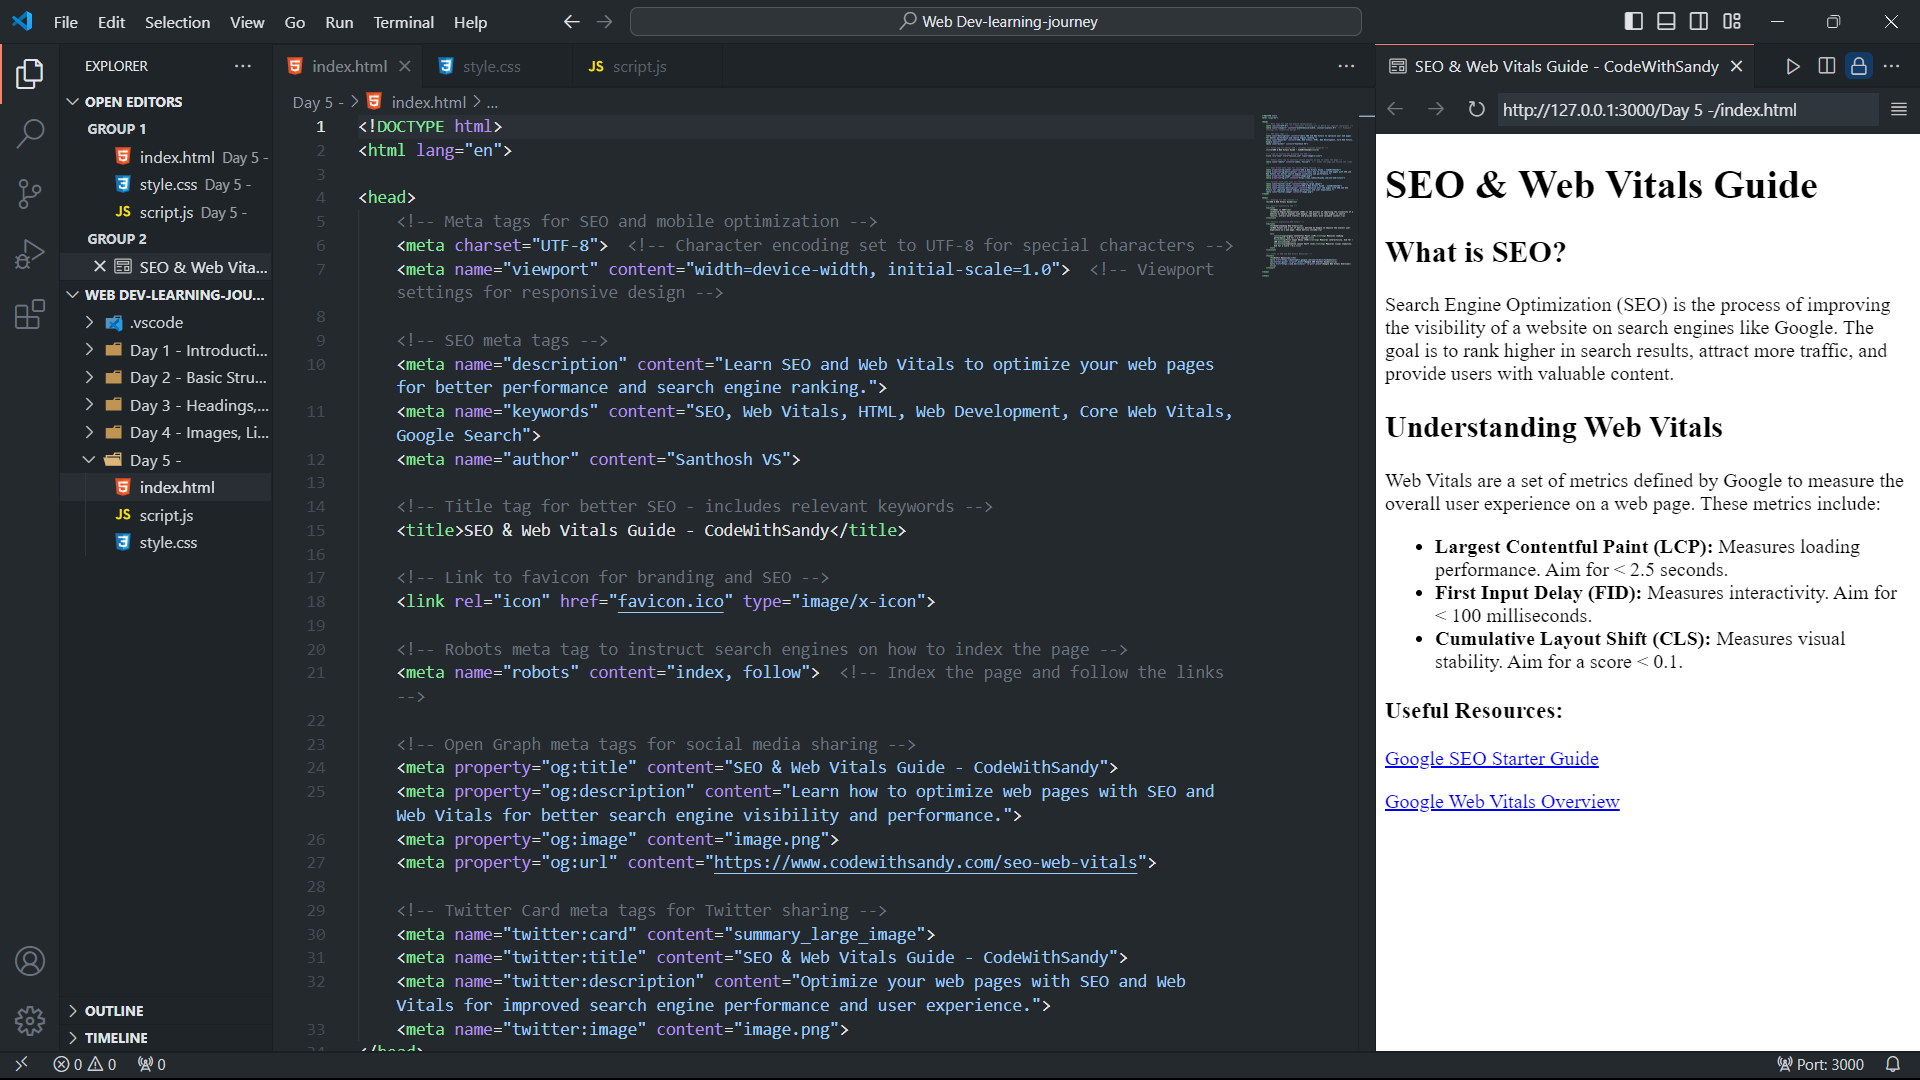 File Edit Selection View Go Run Terminal Help
Web Dev-learning-journey
EXPLORER
OPEN EDITORS
GROUP 1
index.html Day 5 -
style.css Day 5 -
script.js Day 5 -
GROUP 2
SEO & Web Vita...
WEB DEV-LEARNING-JOU...
.vscode
Day 1 - Introducti...
Day 2 - Basic Stru...
Day 3 - Headings,...
Day 4 - Images, Li...
Day 5 -
index.html
script.js
style.css
OUTLINE
TIMELINE
index.html style.css script.js
Day 5 - > index.html > ...
1 <!DOCTYPE html>
2 <html lang="en">
3
4 <head>
5 <!-- Meta tags for SEO and mobile optimization -->
6 <meta charset="UTF-8"> <!-- Character encoding set to UTF-8 for special characters -->
7 <meta name="viewport" content="width=device-width, initial-scale=1.0"> <!-- Viewport
settings for responsive design -->
8
9 <!-- SEO meta tags -->
10 <meta name="description" content="Learn SEO and Web Vitals to optimize your web pages
for better performance and search engine ranking.">
11 <meta name="keywords" content="SEO, Web Vitals, HTML, Web Development, Core Web Vitals,
Google Search">
12 <meta name="author" content="Santhosh VS">
13
14 <!-- Title tag for better SEO - includes relevant keywords -->
15 <title>SEO & Web Vitals Guide - CodeWithSandy</title>
16
17 <!-- Link to favicon for branding and SEO -->
18 <link rel="icon" href="favicon.ico" type="image/x-icon">
19
20 <!-- Robots meta tag to instruct search engines on how to index the page -->
21 <meta name="robots" content="index, follow"> <!-- Index the page and follow the links
-->
22
23 <!-- Open Graph meta tags for social media sharing -->
24 <meta property="og:title" content="SEO & Web Vitals Guide - CodeWithSandy">
25 <meta property="og:description" content="Learn how to optimize web pages with SEO and
Web Vitals for better search engine visibility and performance.">
26 <meta property="og:image" content="image.png">
27 <meta property="og:url" content="https://www.codewithsandy.com/seo-web-vitals">
28
29 <!-- Twitter Card meta tags for Twitter sharing -->
30 <meta name="twitter:card" content="summary_large_image">
31 <meta name="twitter:title" content="SEO & Web Vitals Guide - CodeWithSandy">
32 <meta name="twitter:description" content="Optimize your web pages with SEO and Web
Vitals for improved search engine performance and user experience.">
33 <meta name="twitter:image" content="image.png">
34 </head>
SEO & Web Vitals Guide - CodeWithSandy
http://127.0.0.1:3000/Day 5 -/index.html
SEO & Web Vitals Guide
What is SEO?
Search Engine Optimization (SEO) is the process of improving
the visibility of a website on search engines like Google. The
goal is to rank higher in search results, attract more traffic, and
provide users with valuable content.
Understanding Web Vitals
Web Vitals are a set of metrics defined by Google to measure the
overall user experience on a web page. These metrics include:
• Largest Contentful Paint (LCP): Measures loading
performance. Aim for < 2.5 seconds.
• First Input Delay (FID): Measures interactivity. Aim for
< 100 milliseconds.
• Cumulative Layout Shift (CLS): Measures visual
stability. Aim for a score < 0.1.
Useful Resources:
Google SEO Starter Guide
Google Web Vitals Overview
0 0 0
Port: 3000